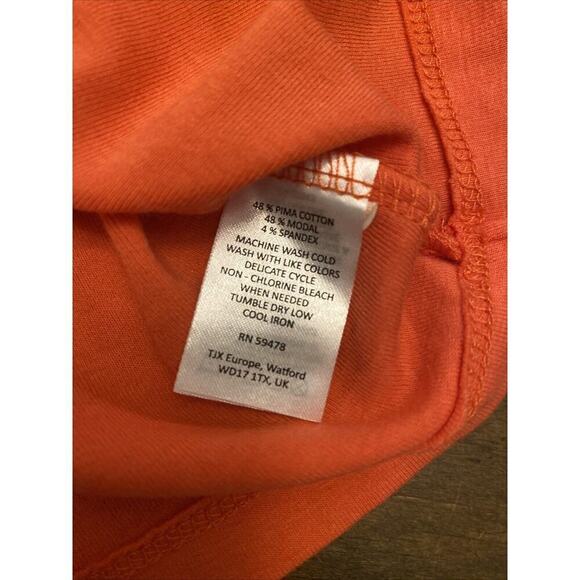 48 % PIMA COTTON
48 % MODAL
4 % SPANDEX
MACHINE WASH COLD
WASH WITH LIKE COLORS
DELICATE CYCLE
NON - CHLORINE BLEACH
WHEN NEEDED
TUMBLE DRY LOW
COOL IRON
RN 59478
TJX Europe, Watford
WD17 1TX, UK